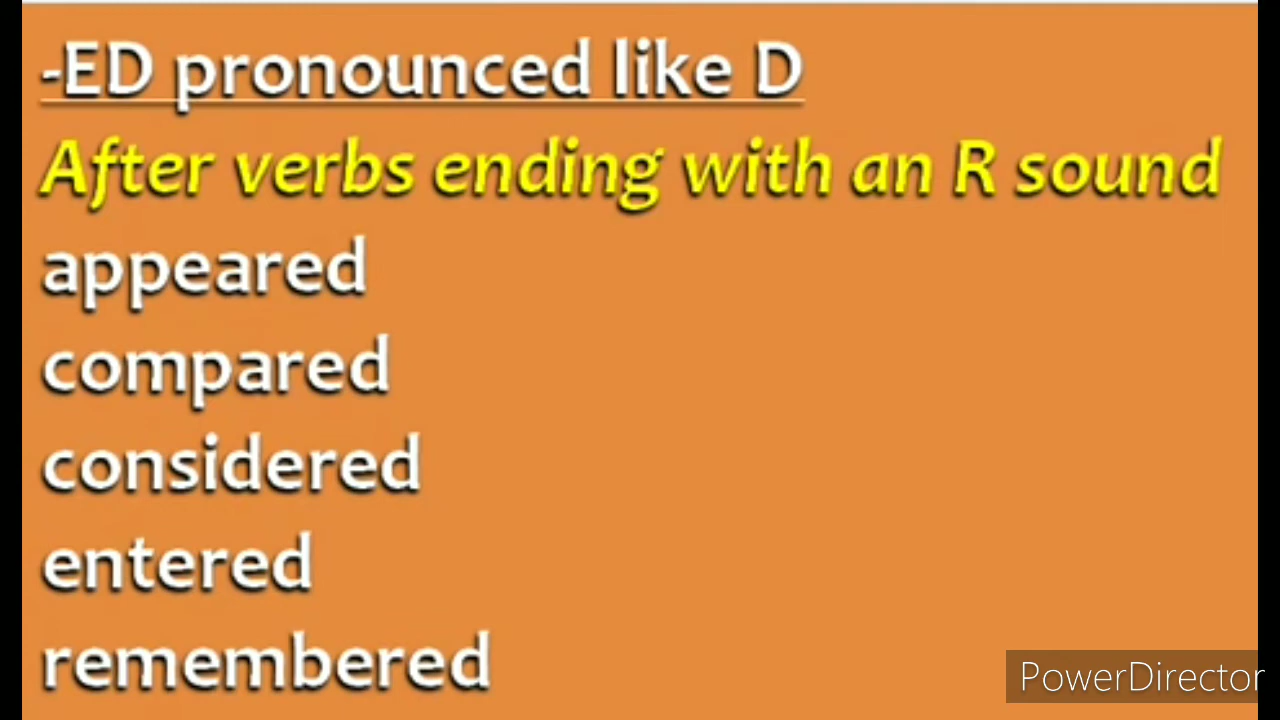 -ED pronounced like D
After verbs ending with an R sound
appeared
compared
considered
entered
remembered
PowerDirector